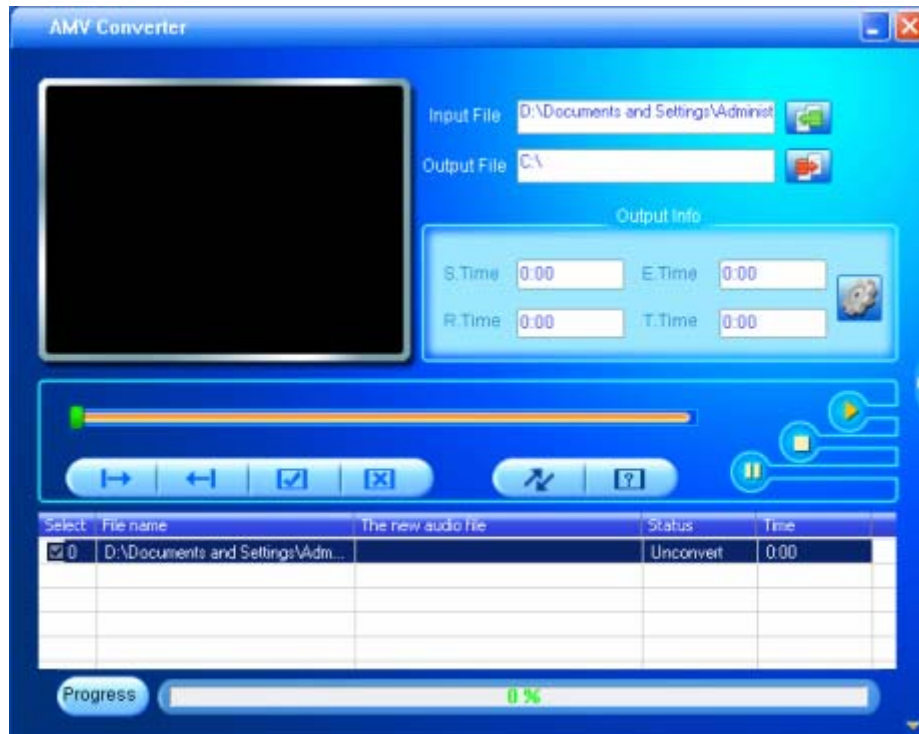 AMV Converter
Input File D:\Documents and Settings\Administ
Output File C:\
Output Info
S.Time 0:00 E.Time 0:00
R.Time 0:00 T.Time 0:00
?
Select File name The new audio file Status Time
0 D:\Documents and Settings\Adm... Unconvert 0:00
Progress 0 %